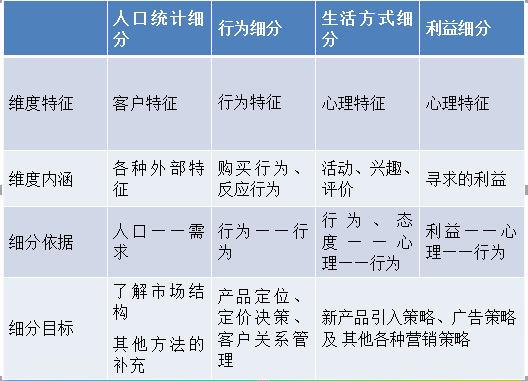 人口统计细
分
行为细分
生活方式细
分
利益细分
维度特征
客户特征
行为特征
心理特征
心理特征
维度内涵
各种外部特
征
购买行为、
反应行为
活动、兴趣、
评价
寻求的利益
细分依据
人口——需
求
行为——行
为
行为、态
度——心
理——行为
利益——心
理——行为
细分目标
了解市场结
构
其他方法的
补充
产品定位、
定价决策、
客户关系管
理
新产品引入策略、广告策略
及 其他各种营销策略